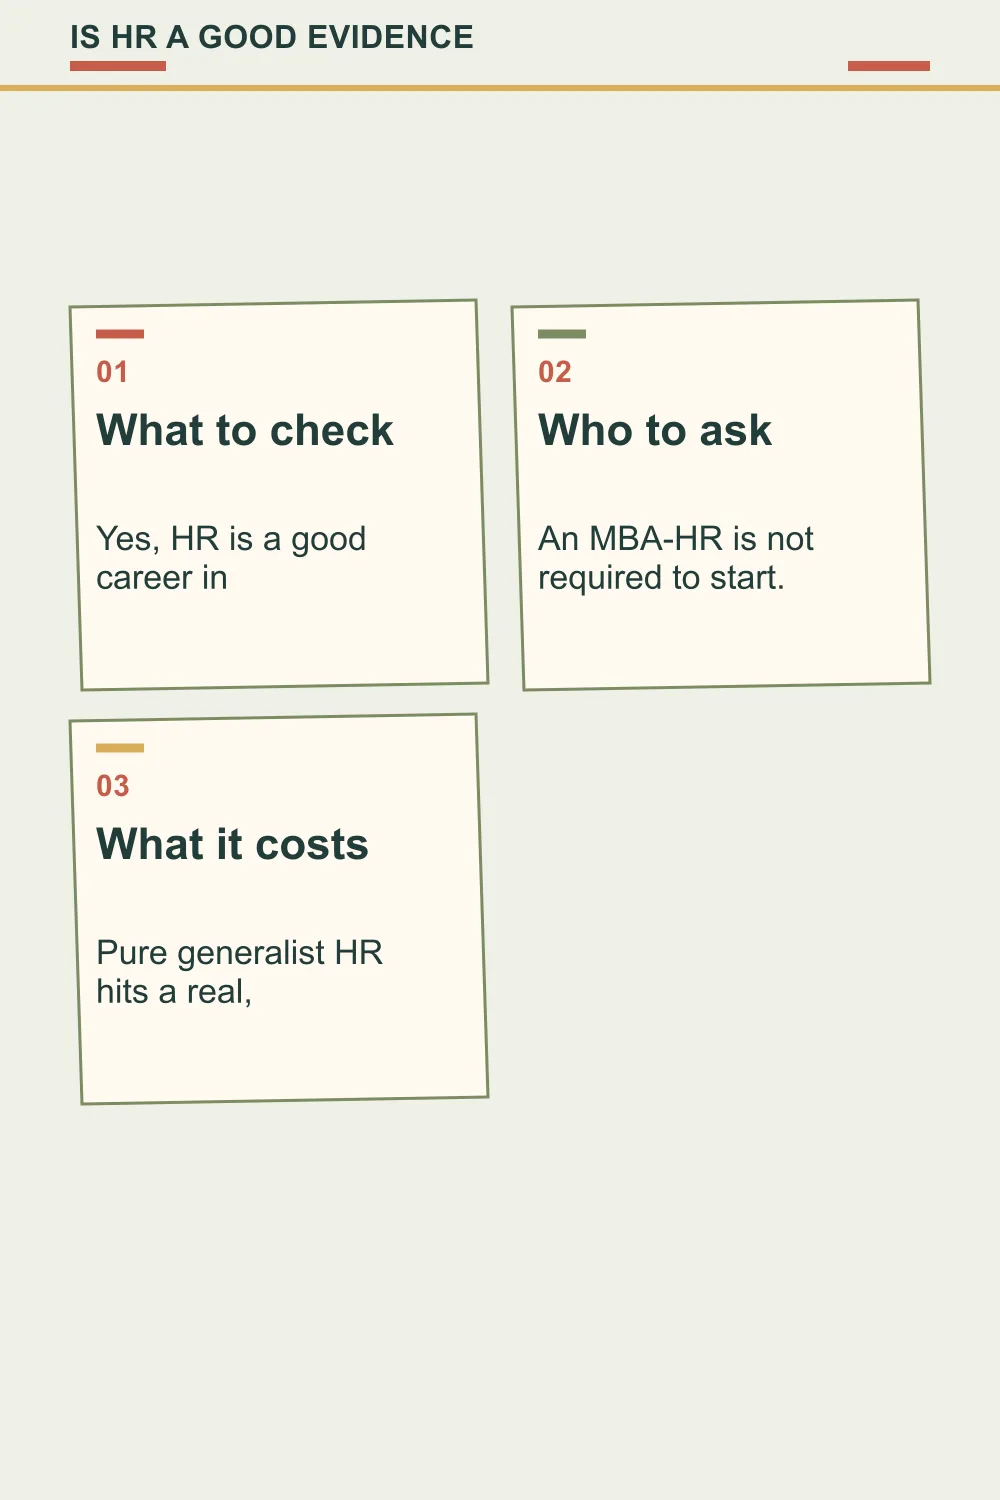 IS HR A GOOD EVIDENCE
01
What to check
Yes, HR is a good
career in
02
Who to ask
An MBA-HR is not
required to start.
03
What it costs
Pure generalist HR
hits a real,